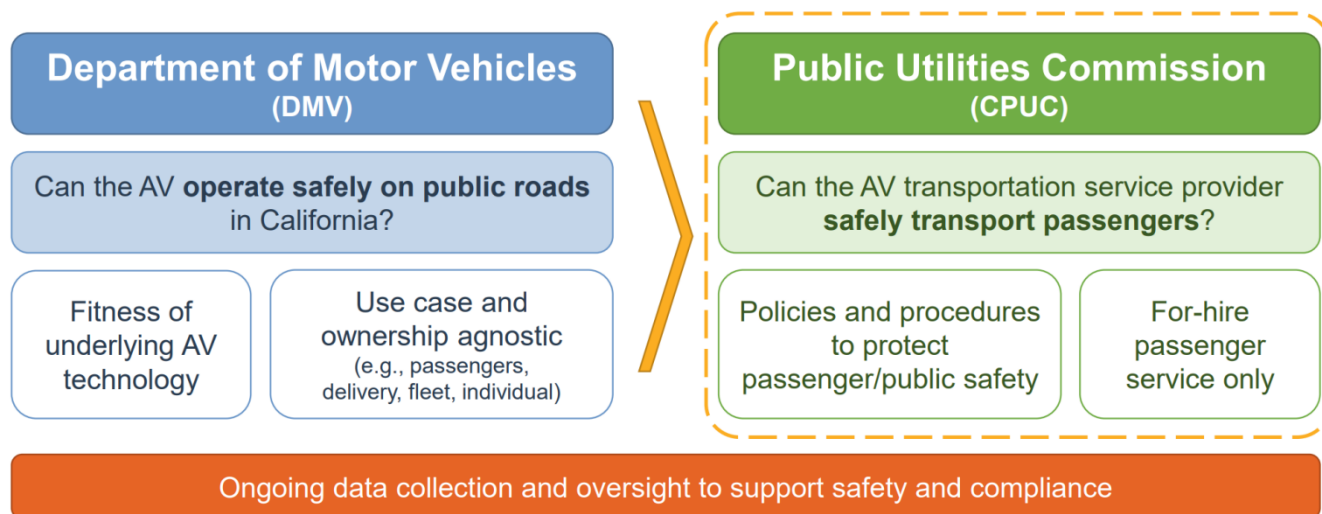 Department of Motor Vehicles
(DMV)
Can the AV operate safely on public roads
in California?
Fitness of
underlying AV
technology
Use case and
ownership agnostic
(e.g., passengers,
delivery, fleet, individual)
Public Utilities Commission
(CPUC)
Can the AV transportation service provider
safely transport passengers?
Policies and procedures
to protect
passenger/public safety
For-hire
passenger
service only
Ongoing data collection and oversight to support safety and compliance